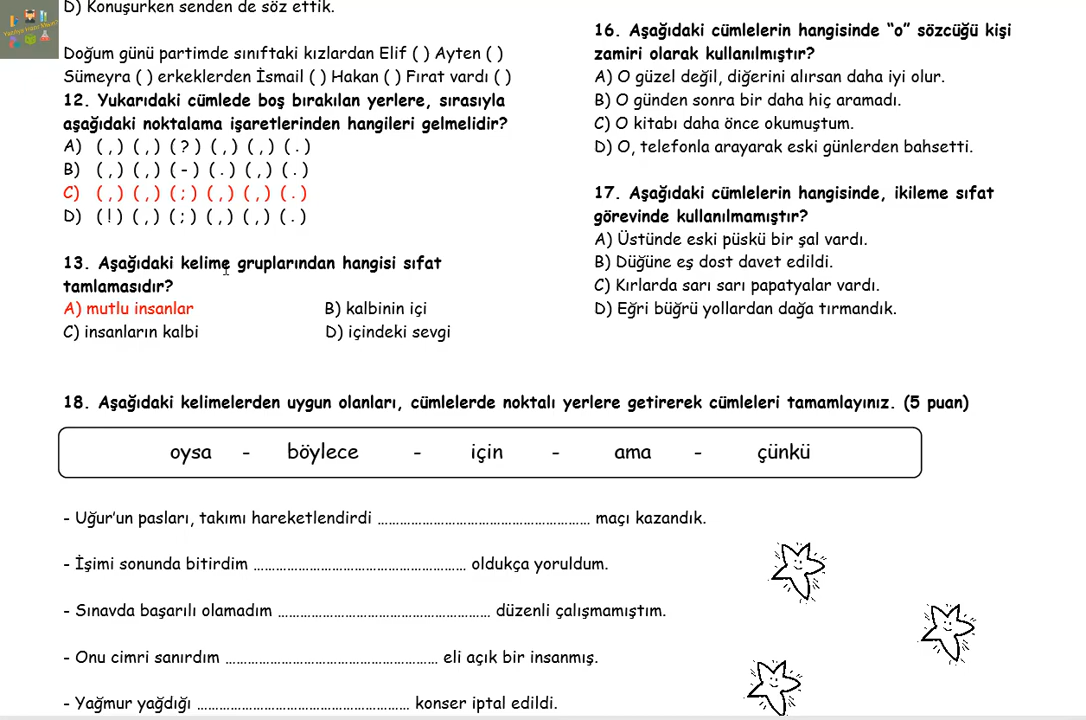 D) Konuşurken senden de söz ettik.
Doğum günü partimde sınıftaki kızlardan Elif ( ) Ayten ( )
Sümeyra ( ) erkeklerden İsmail ( ) Hakan ( ) Fırat vardı ( )
12. Yukarıdaki cümlede boş bırakılan yerlere, sırasıyla
aşağıdaki noktalama işaretlerinden hangileri gelmelidir?
A) (,) (,) (?) (,) (,) (.)
B) (,) (,) (-) (.) (,) (.)
C) (,) (,) (;) (,) (,) (.)
D) (!) (,) (;) (,) (,) (.)
13. Aşağıdaki kelime gruplarından hangisi sıfat
tamlamasıdır?
A) mutlu insanlar B) kalbinin içi
C) insanların kalbi D) içindeki sevgi
16. Aşağıdaki cümlelerin hangisinde “o” sözcüğü kişi
zamiri olarak kullanılmıştır?
A) O güzel değil, diğerini alırsan daha iyi olur.
B) O günden sonra bir daha hiç aramadı.
C) O kitabı daha önce okumuştum.
D) O, telefonla arayarak eski günlerden bahsetti.
17. Aşağıdaki cümlelerin hangisinde, ikileme sıfat
görevinde kullanılmamıştır?
A) Üstünde eski püskü bir şal vardı.
B) Düğüne eş dost davet edildi.
C) Kırlarda sarı sarı papatyalar vardı.
D) Eğri büğrü yollardan dağa tırmandık.
18. Aşağıdaki kelimelerden uygun olanları, cümlelerde noktalı yerlere getirerek cümleleri tamamlayınız. (5 puan)
oysa - böylece - için - ama - çünkü
- Uğur’un pasları, takımı hareketlendirdi ........................................ maçı kazandık.
- İşimi sonunda bitirdim ........................................ oldukça yoruldum.
- Sınavda başarılı olamadım ........................................ düzenli çalışmamıştım.
- Onu cimri sanırdım ........................................ eli açık bir insanmış.
- Yağmur yağdığı ........................................ konser iptal edildi.